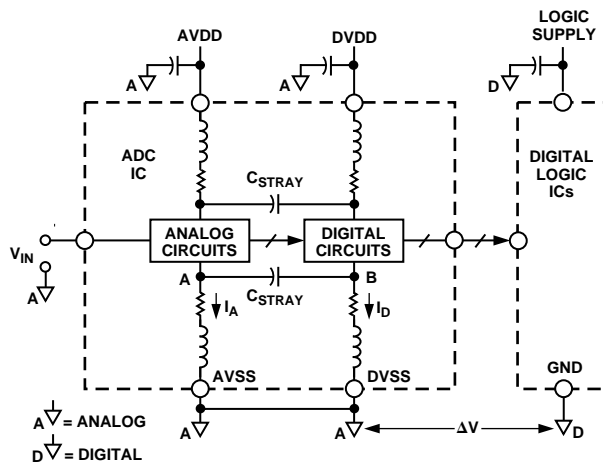 AVDD
DVDD
LOGIC
SUPPLY
A
A
D
ADC
IC
DIGITAL
LOGIC
ICs
CSTRAY
VIN
ANALOG
CIRCUITS
DIGITAL
CIRCUITS
A
A
B
CSTRAY
IA
ID
AVSS
DVSS
GND
A
A
ΔV
D
A = ANALOG
D = DIGITAL